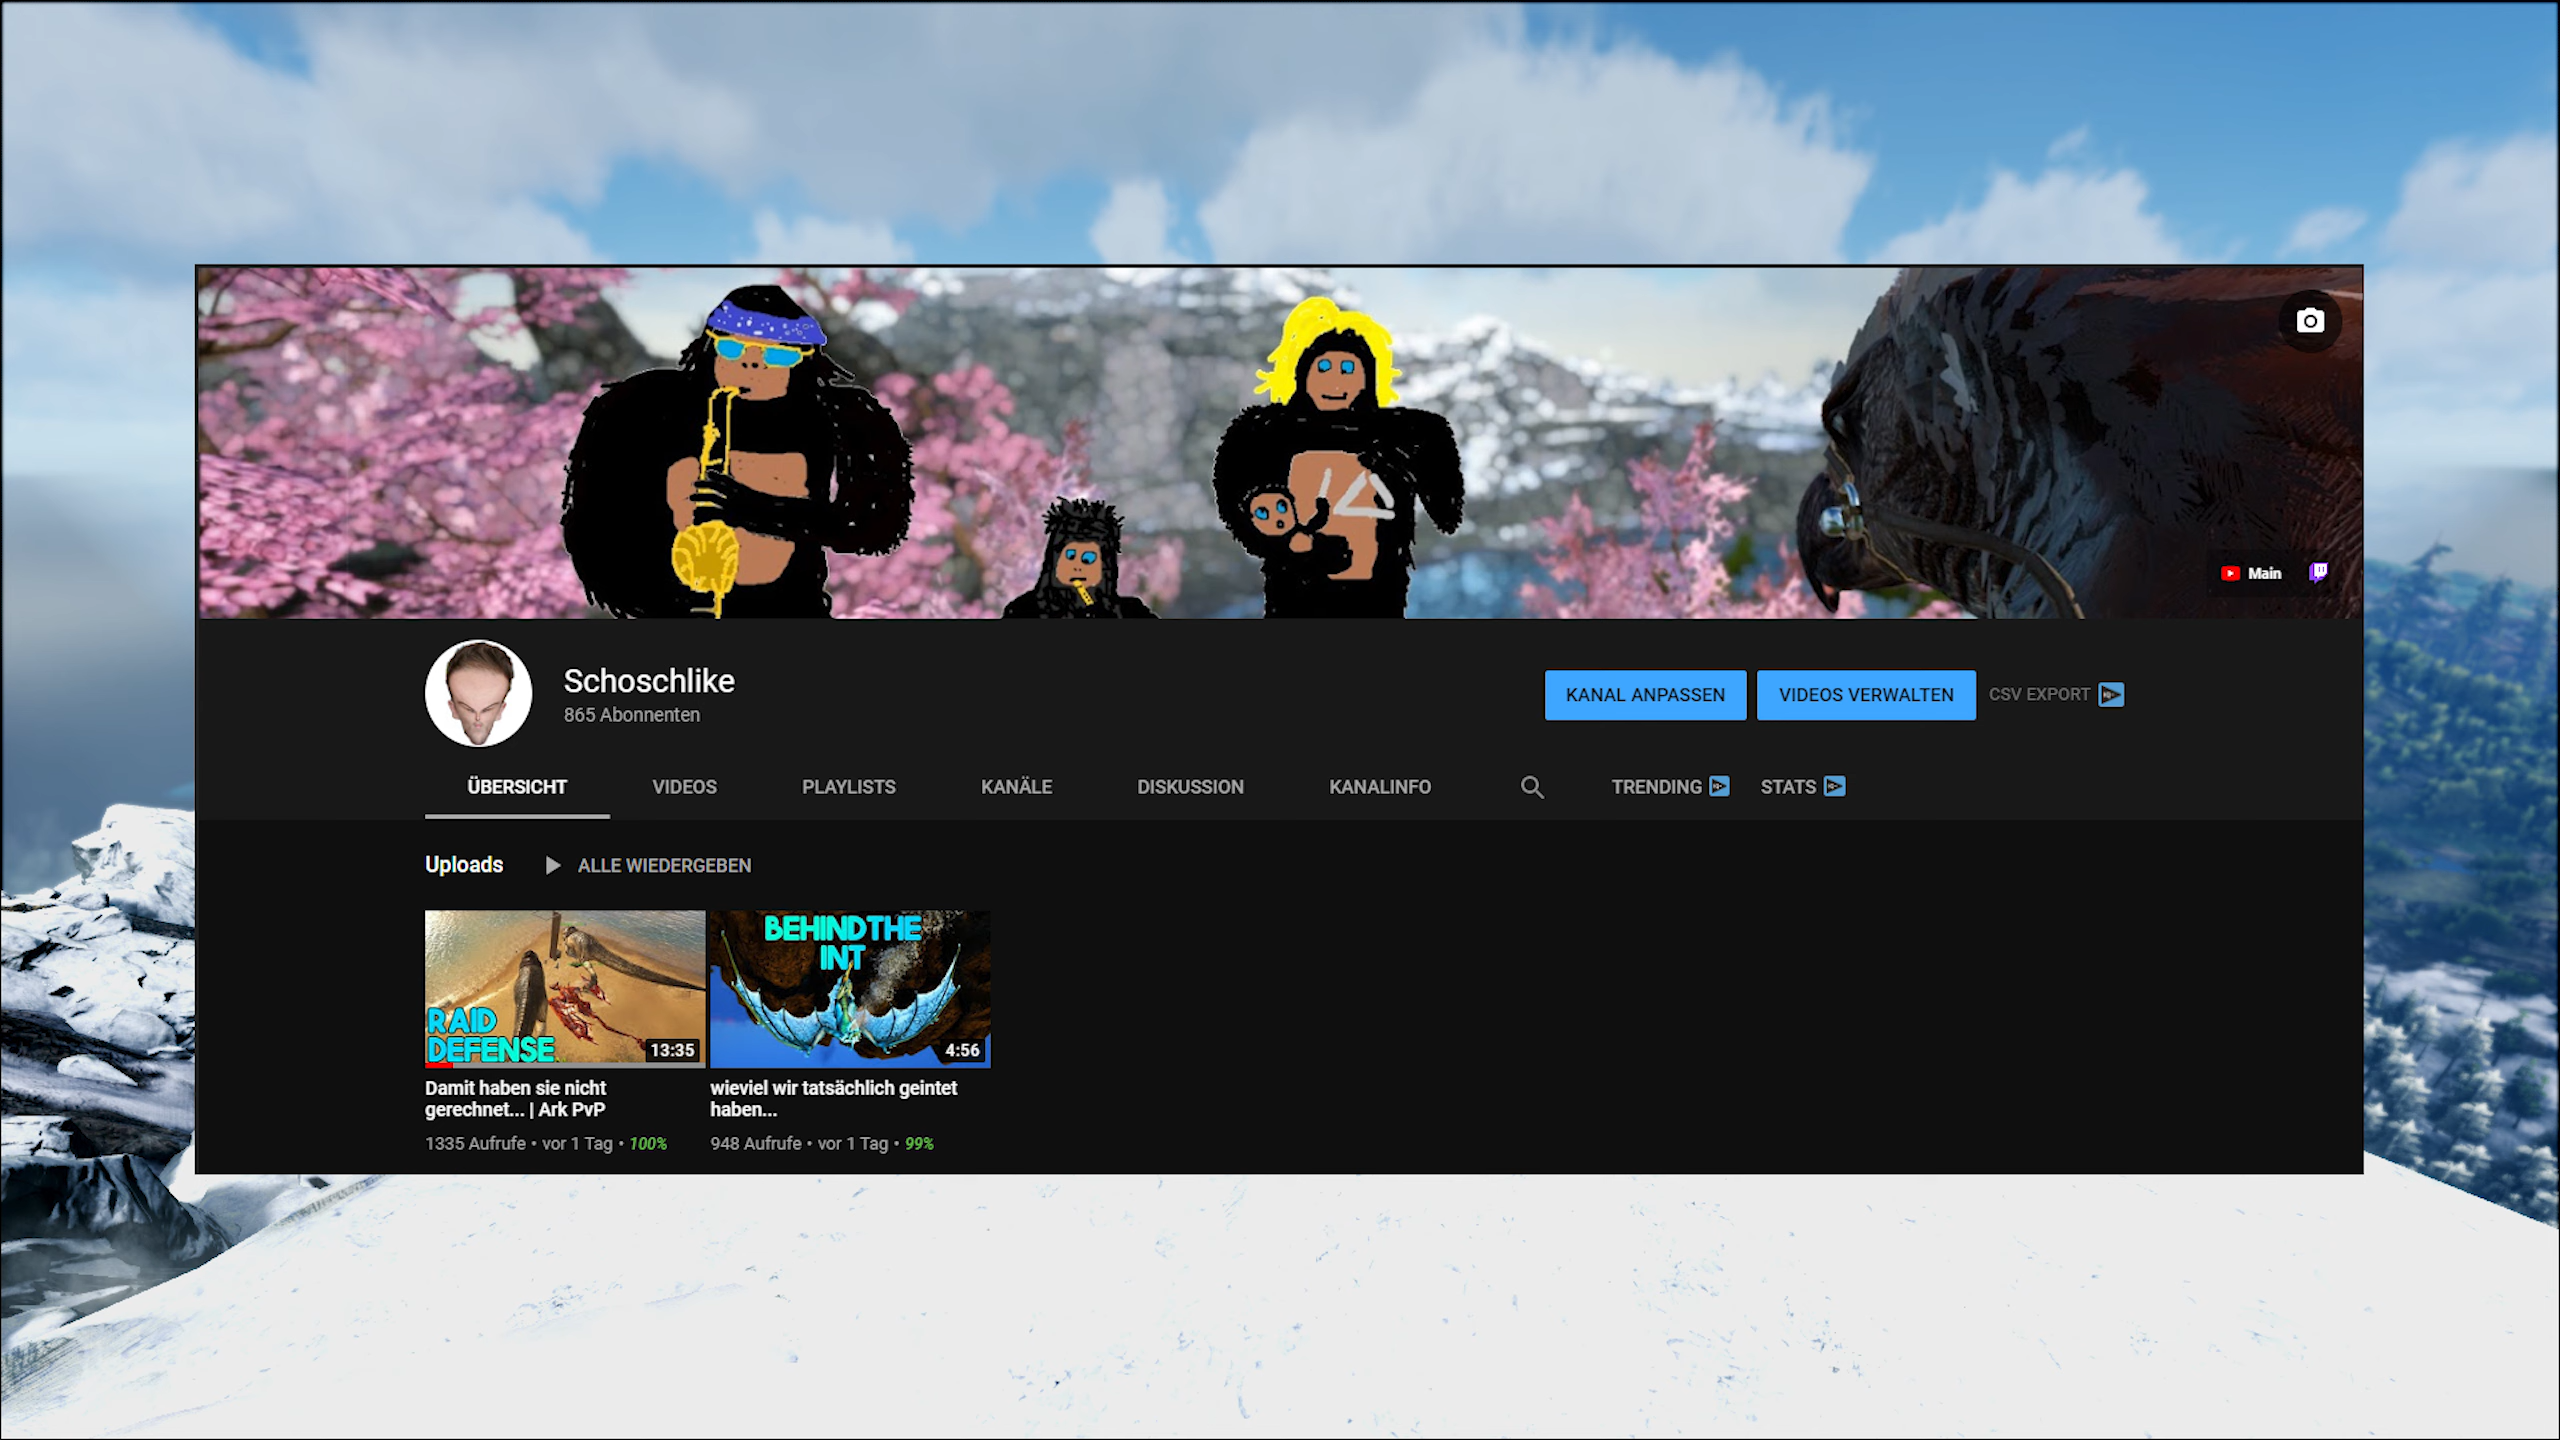 Main
Schoschlike
865 Abonnenten
KANAL ANPASSEN
VIDEOS VERWALTEN
CSV EXPORT
ÜBERSICHT
VIDEOS
PLAYLISTS
KANÄLE
DISKUSSION
KANALINFO
TRENDING
STATS
Uploads
ALLE WIEDERGEBEN
RAID
DEFENSE
13:35
BEHIND THE
INT
4:56
Damit haben sie nicht
gerechnet... | Ark PvP
1335 Aufrufe • vor 1 Tag • 100%
wieviel wir tatsächlich geintet
haben...
948 Aufrufe • vor 1 Tag • 99%